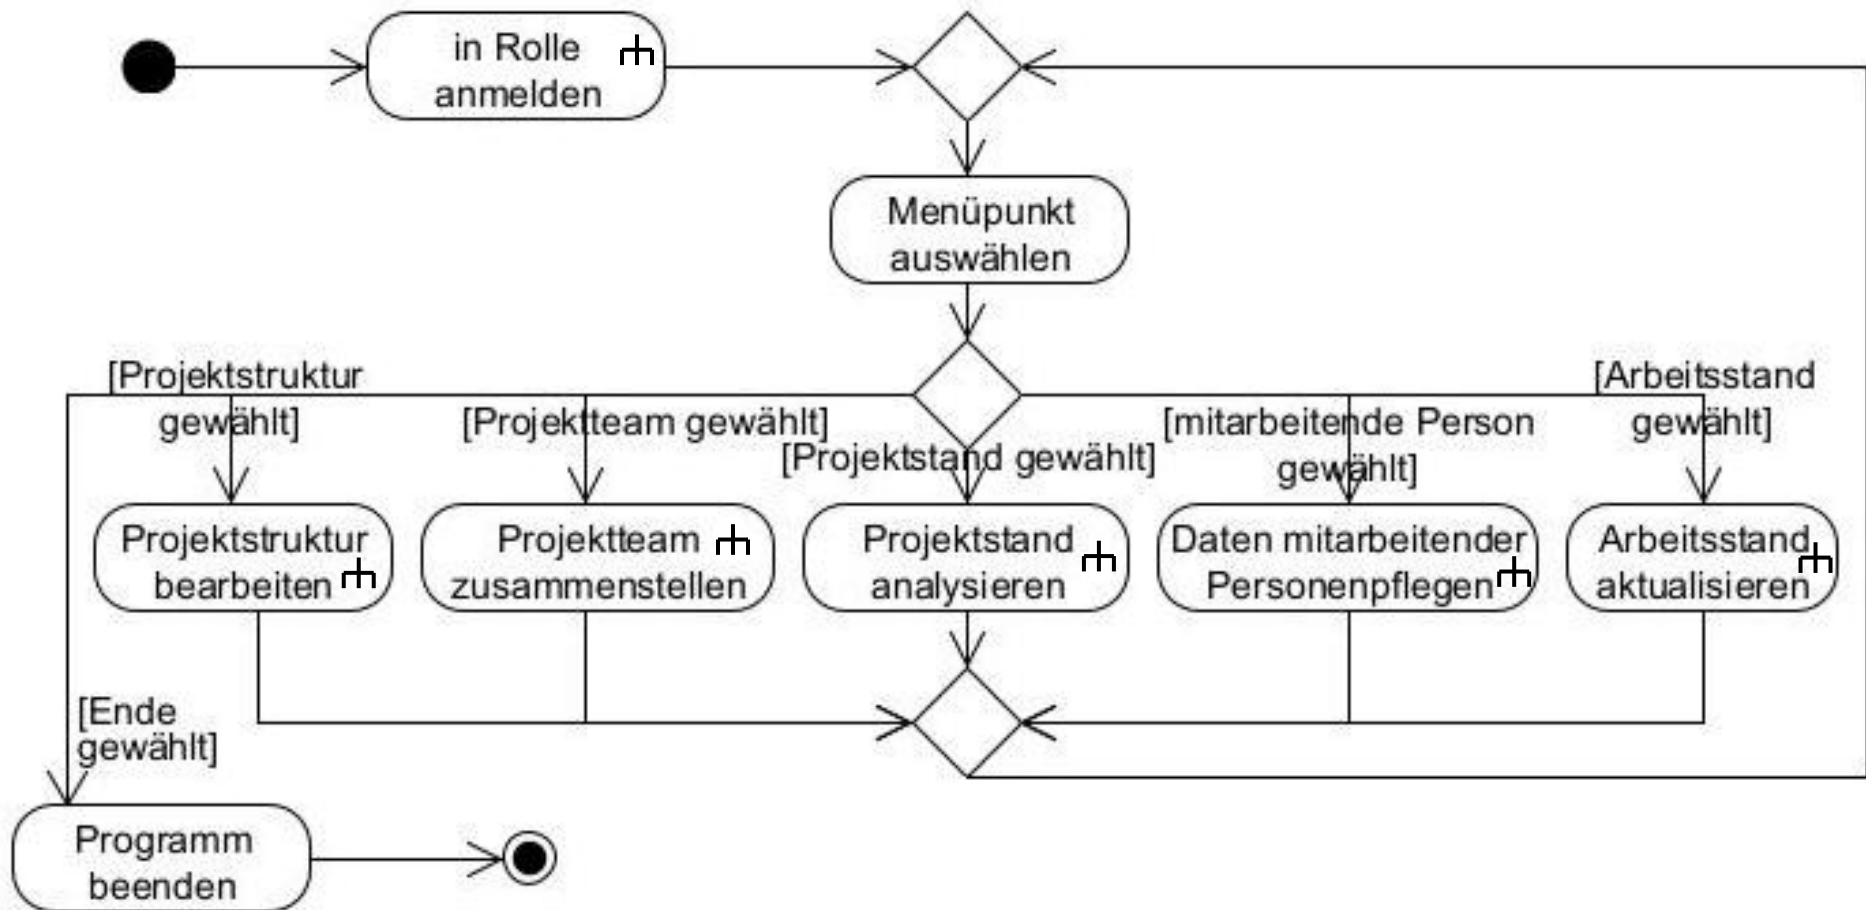 in Rolle
anmelden
Menüpunkt
auswählen
[Projektstruktur
gewählt]
[Projektteam gewählt]
[Projektstand gewählt]
[mitarbeitende Person
gewählt]
[Arbeitsstand
gewählt]
Projektstruktur
bearbeiten
Projektteam
zusammenstellen
Projektstand
analysieren
Daten mitarbeitender
Personenpflegen
Arbeitsstand
aktualisieren
[Ende
gewählt]
Programm
beenden